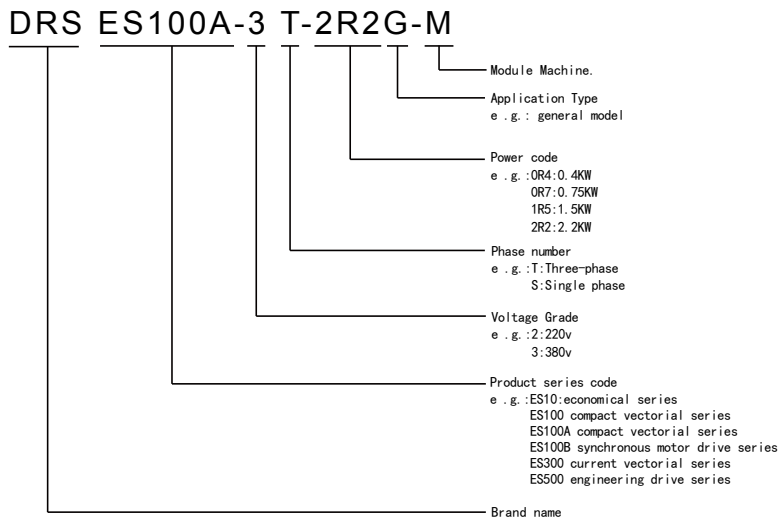 DRS ES100A-3 T-2R2G-M
Module Machine.
Application Type
e .g.: general model
Power code
e .g.:0R4:0.4KW
0R7:0.75KW
1R5:1.5KW
2R2:2.2KW
Phase number
e .g.:T:Three-phase
S:Single phase
Voltage Grade
e .g.:2:220v
3:380v
Product series code
e .g.:ES10:economical series
ES100 compact vectorial series
ES100A compact vectorial series
ES100B synchronous motor drive series
ES300 current vectorial series
ES500 engineering drive series
Brand name